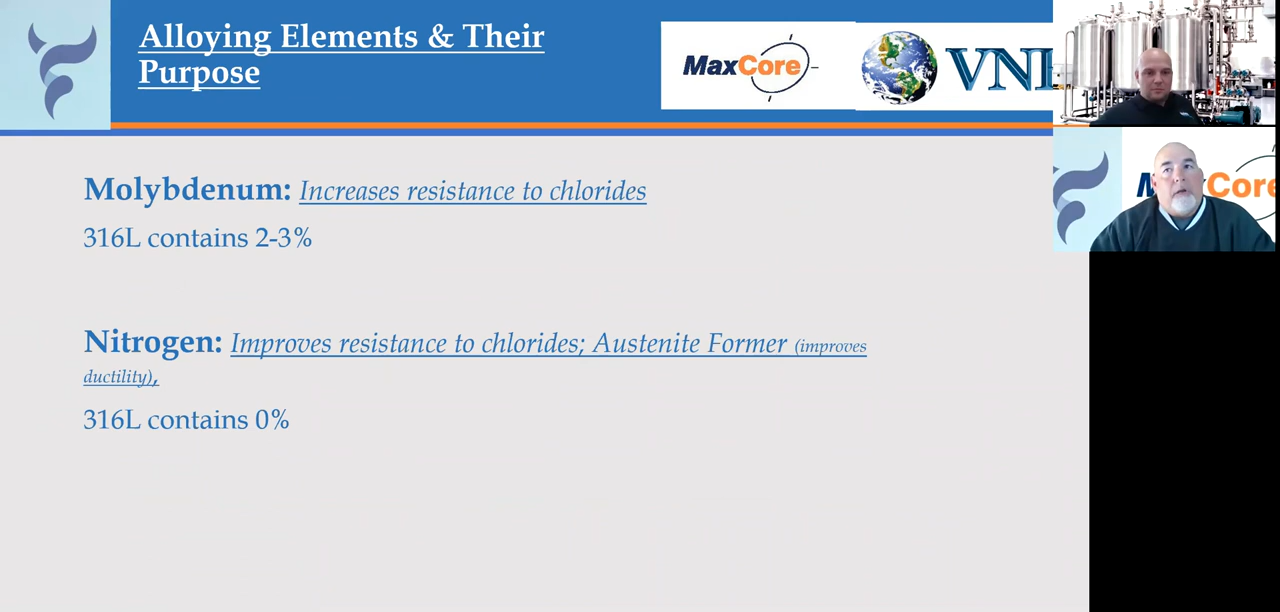 Alloying Elements & Their
Purpose
MaxCore
Molybdenum: Increases resistance to chlorides
316L contains 2-3%
Nitrogen: Improves resistance to chlorides; Austenite Former (improves
ductility),
316L contains 0%